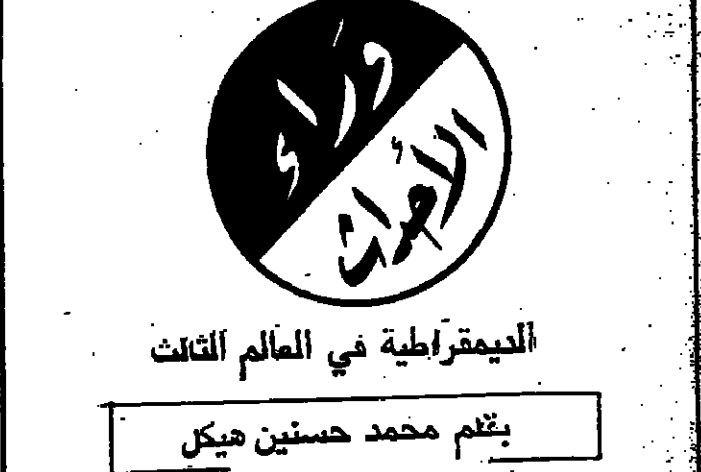 وراء
الأحداث
الديمقراطية في العالم الثالث
بقلم محمد حسنين هيكل